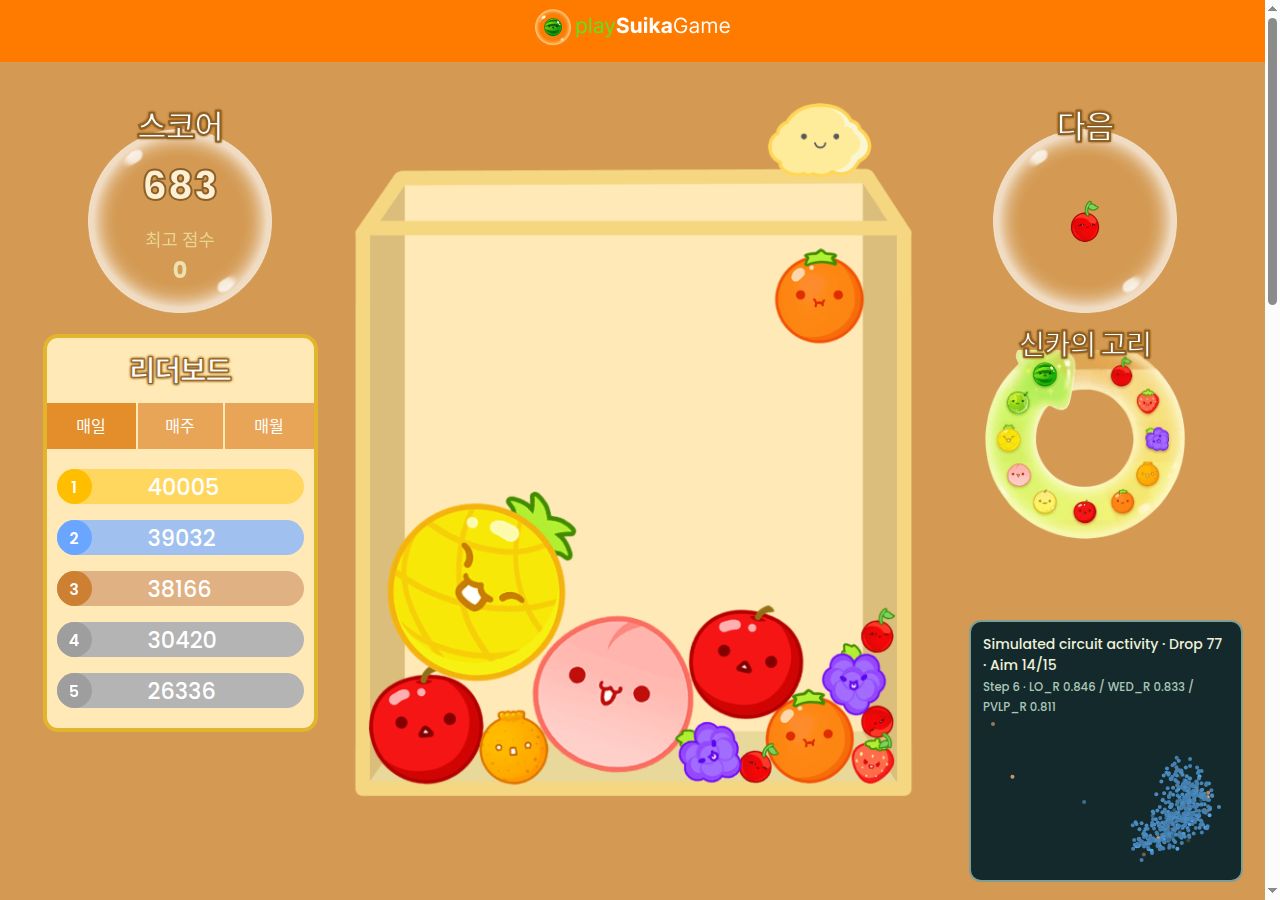 playSuikaGame
스코어
683
최고 점수
0
다음
신카의 고리
리더보드
매일 매주 매월
1 40005
2 39032
3 38166
4 30420
5 26336
Simulated circuit activity · Drop 77
· Aim 14/15
Step 6 · LO_R 0.846 / WED_R 0.833 /
PVLP_R 0.811